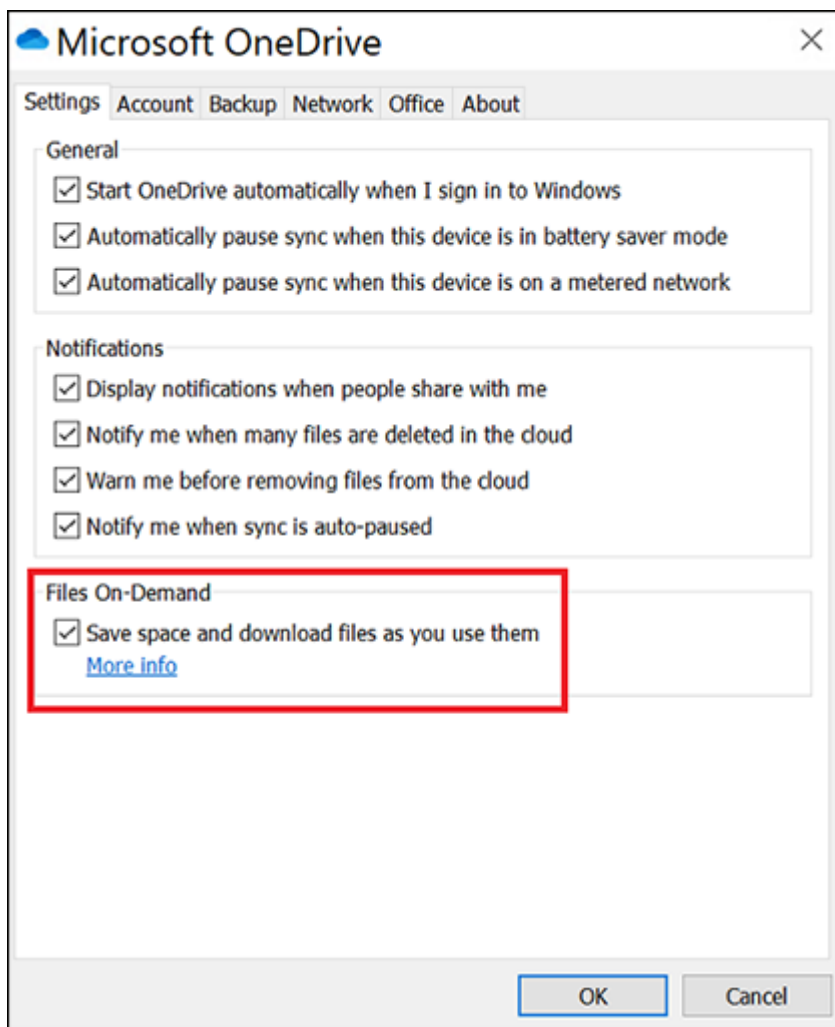 Microsoft OneDrive
Settings Account Backup Network Office About
General
Start OneDrive automatically when I sign in to Windows
Automatically pause sync when this device is in battery saver mode
Automatically pause sync when this device is on a metered network
Notifications
Display notifications when people share with me
Notify me when many files are deleted in the cloud
Warn me before removing files from the cloud
Notify me when sync is auto-paused
Files On-Demand
Save space and download files as you use them
More info
OK Cancel